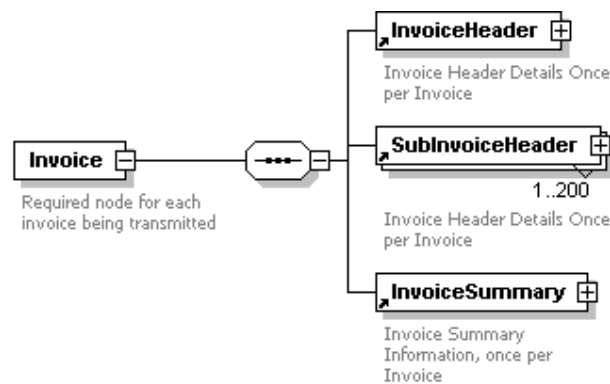 InvoiceHeader
Invoice Header Details Once
per Invoice
Invoice
Required node for each
invoice being transmitted
SubInvoiceHeader
1..200
Invoice Header Details Once
per Invoice
InvoiceSummary
Invoice Summary
Information, once per
Invoice